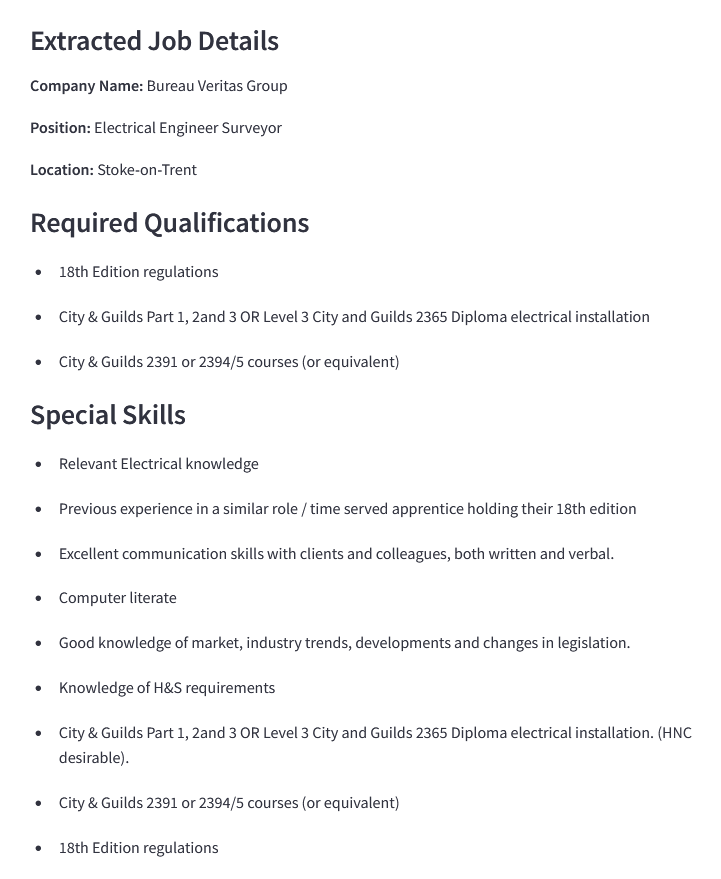 Extracted Job Details
Company Name: Bureau Veritas Group
Position: Electrical Engineer Surveyor
Location: Stoke-on-Trent
Required Qualifications
• 18th Edition regulations
• City & Guilds Part 1, 2and 3 OR Level 3 City and Guilds 2365 Diploma electrical installation
• City & Guilds 2391 or 2394/5 courses (or equivalent)
Special Skills
• Relevant Electrical knowledge
• Previous experience in a similar role / time served apprentice holding their 18th edition
• Excellent communication skills with clients and colleagues, both written and verbal.
• Computer literate
• Good knowledge of market, industry trends, developments and changes in legislation.
• Knowledge of H&S requirements
• City & Guilds Part 1, 2and 3 OR Level 3 City and Guilds 2365 Diploma electrical installation. (HNC
desirable).
• City & Guilds 2391 or 2394/5 courses (or equivalent)
• 18th Edition regulations